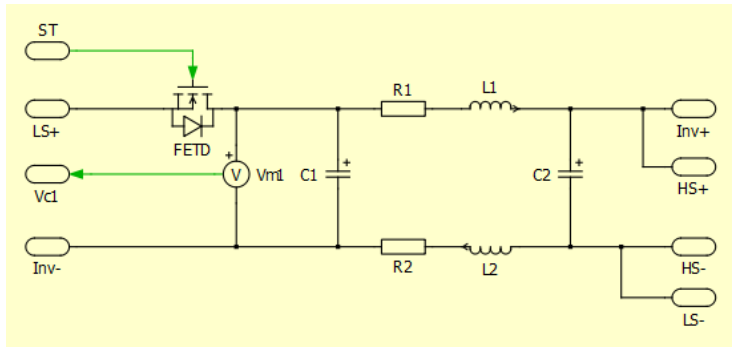 ST
LS+
FETD
R1
L1
Inv+
HS+
Vc1
+
V
Vm1
C1
+
C2
+
Inv-
R2
L2
HS-
LS-